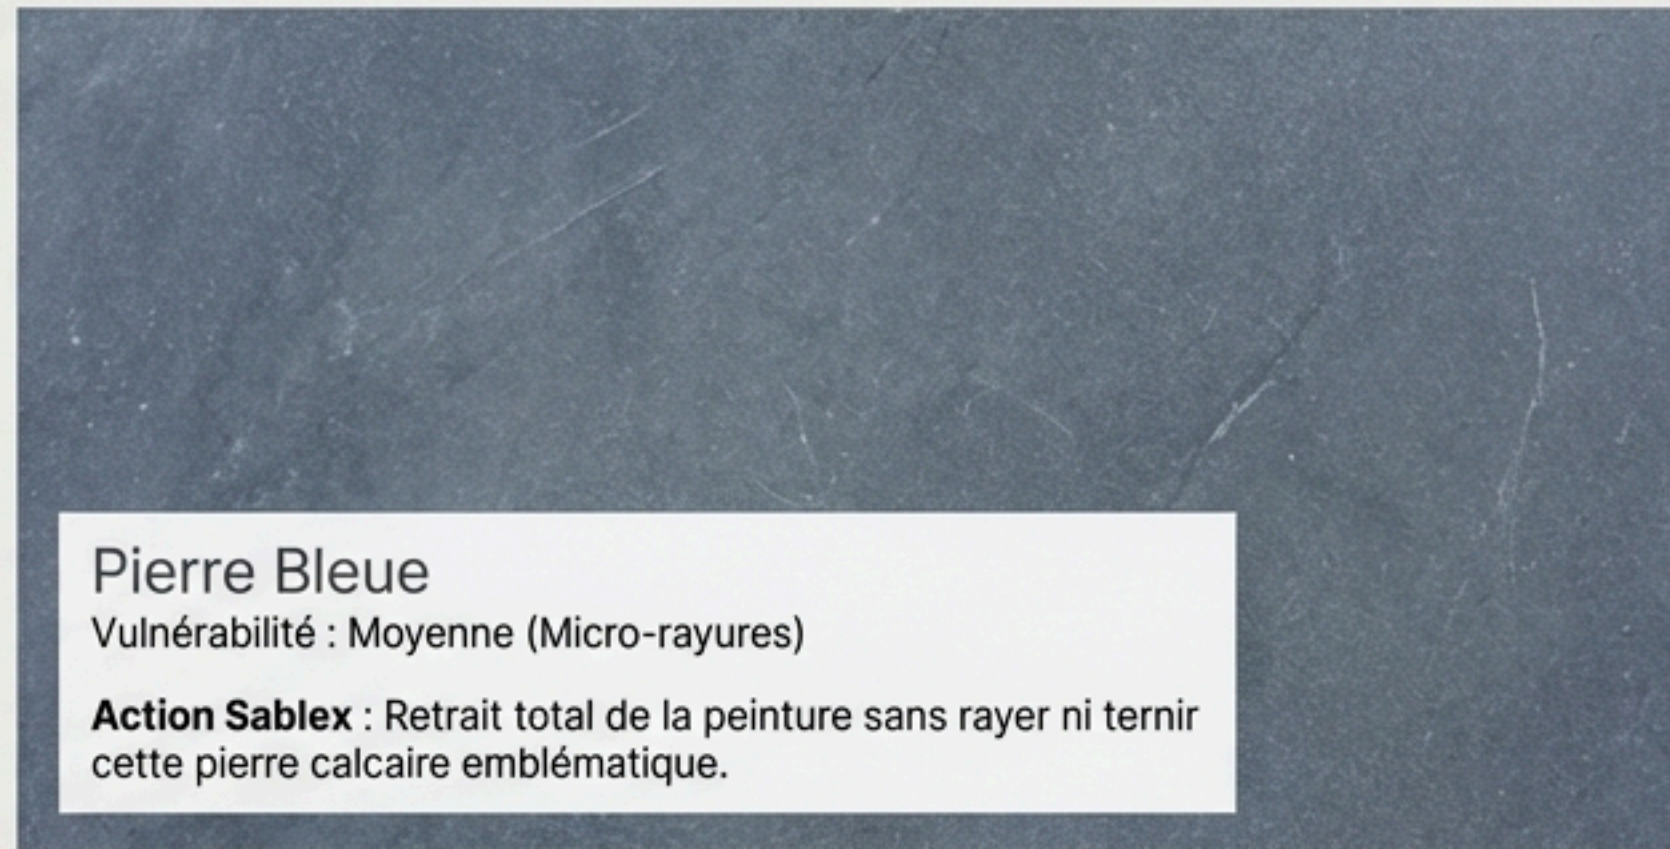 Pierre Bleue
Vulnérabilité : Moyenne (Micro-rayures)
Action Sablex : Retrait total de la peinture sans rayer ni ternir
cette pierre calcaire emblématique.